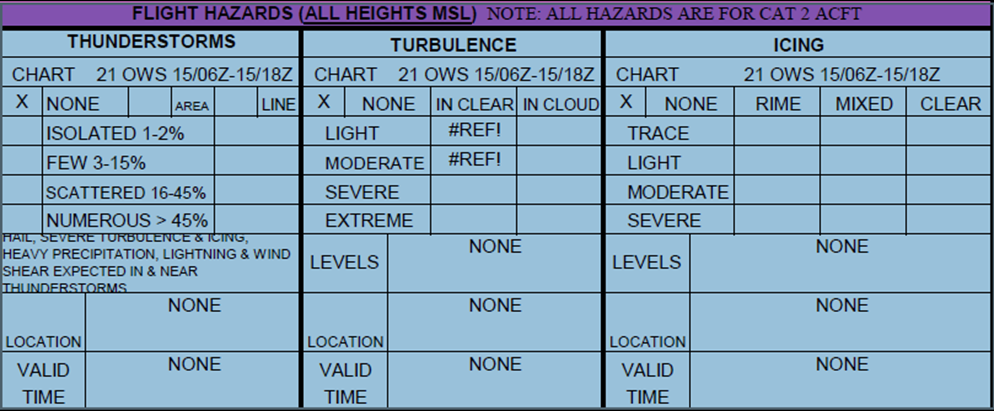 FLIGHT HAZARDS (ALL HEIGHTS MSL) NOTE: ALL HAZARDS ARE FOR CAT 2 ACFT
THUNDERSTORMS TURBULENCE ICING
CHART 21 OWS 15/06Z-15/18Z CHART 21 OWS 15/06Z-15/18Z CHART 21 OWS 15/06Z-15/18Z
X NONE AREA LINE X NONE IN CLEAR IN CLOUD X NONE RIME MIXED CLEAR
ISOLATED 1-2% LIGHT #REF! TRACE
FEW 3-15% MODERATE #REF! LIGHT
SCATTERED 16-45% SEVERE MODERATE
NUMEROUS > 45% EXTREME SEVERE
HAIL, SEVERE TURBULENCE & ICING,
HEAVY PRECIPITATION, LIGHTNING & WIND
SHEAR EXPECTED IN & NEAR
THUNDERSTORMS
LEVELS NONE LEVELS NONE
LOCATION NONE LOCATION NONE LOCATION NONE
VALID TIME NONE VALID TIME NONE VALID TIME NONE